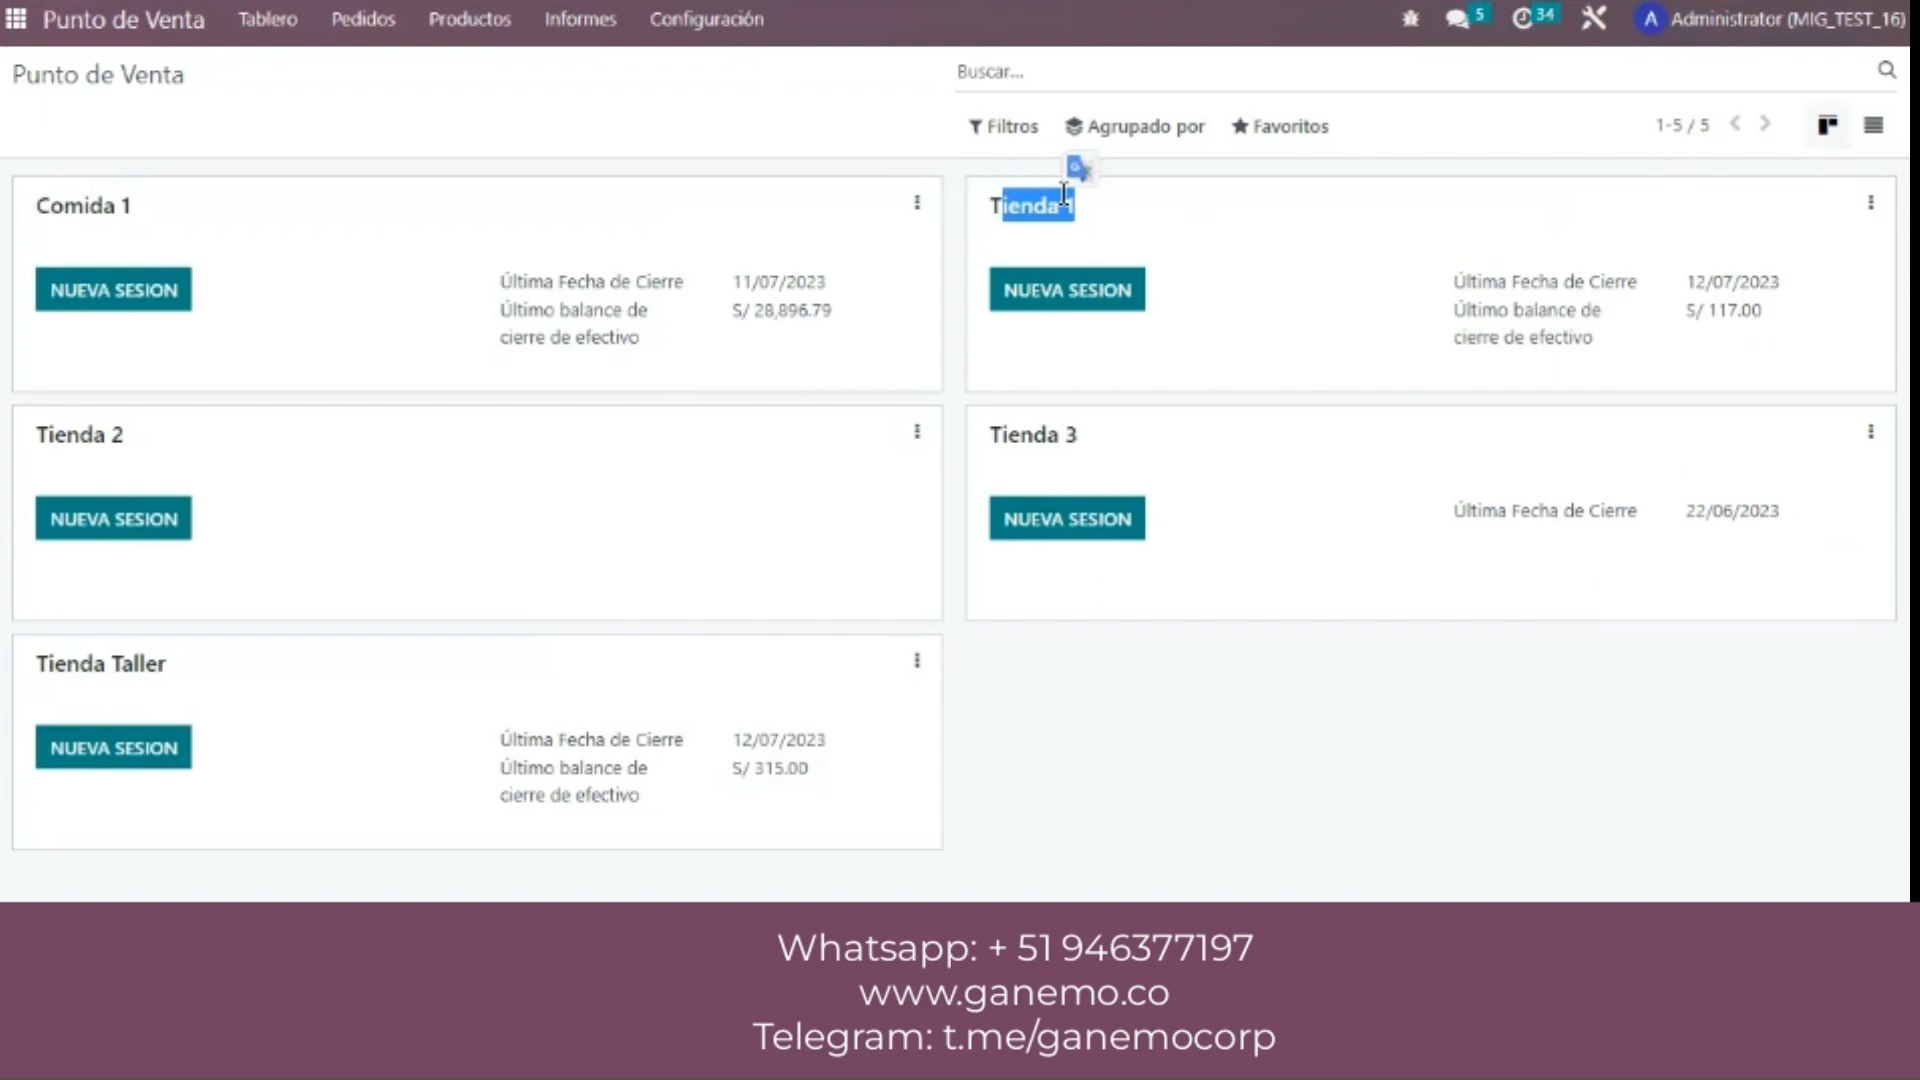 Punto de Venta Tablero Pedidos Productos Informes Configuración 5 34 A Administrator (MIG_TEST_16)
Punto de Venta
Buscar...
Filtros Agrupado por Favoritos 1-5 / 5
Comida 1
NUEVA SESION
Última Fecha de Cierre 11/07/2023
Último balance de S/ 28,896.79
cierre de efectivo
Tienda 1
NUEVA SESION
Última Fecha de Cierre 12/07/2023
Último balance de S/ 117.00
cierre de efectivo
Tienda 2
NUEVA SESION
Tienda 3
NUEVA SESION
Última Fecha de Cierre 22/06/2023
Tienda Taller
NUEVA SESION
Última Fecha de Cierre 12/07/2023
Último balance de S/ 315.00
cierre de efectivo
Whatsapp: + 51 946377197
www.ganemo.co
Telegram: t.me/ganemocorp